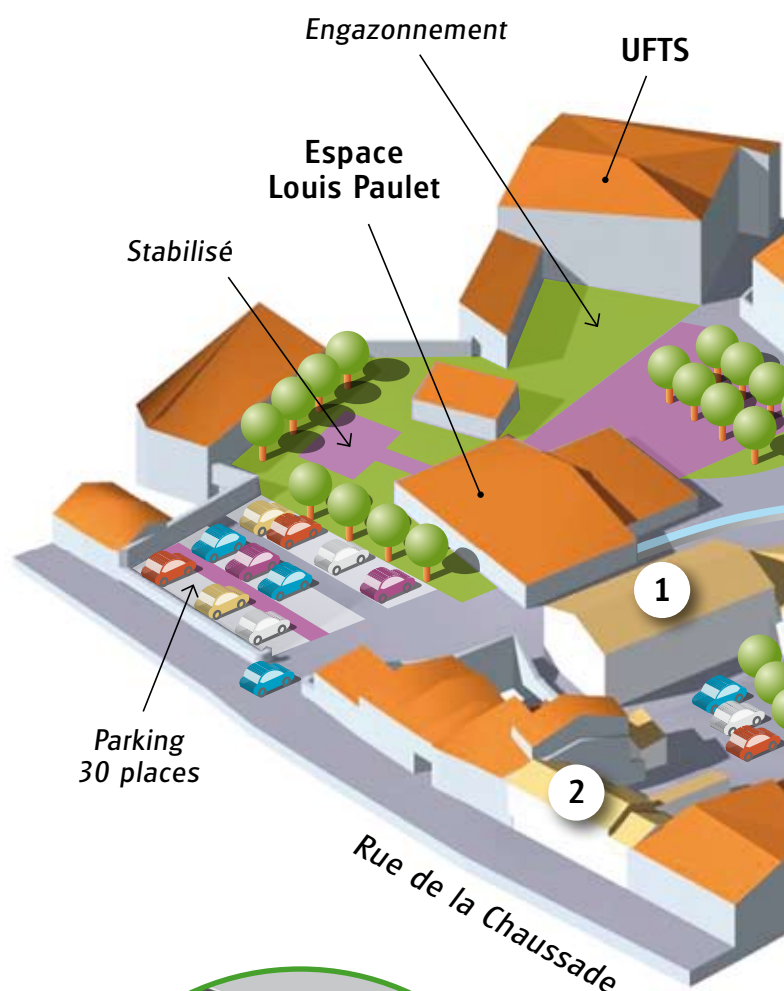 Engazonnement
UFTS
Espace
Louis Paulet
Stabilisé
1
Parking
30 places
2
Rue de la Chaussade